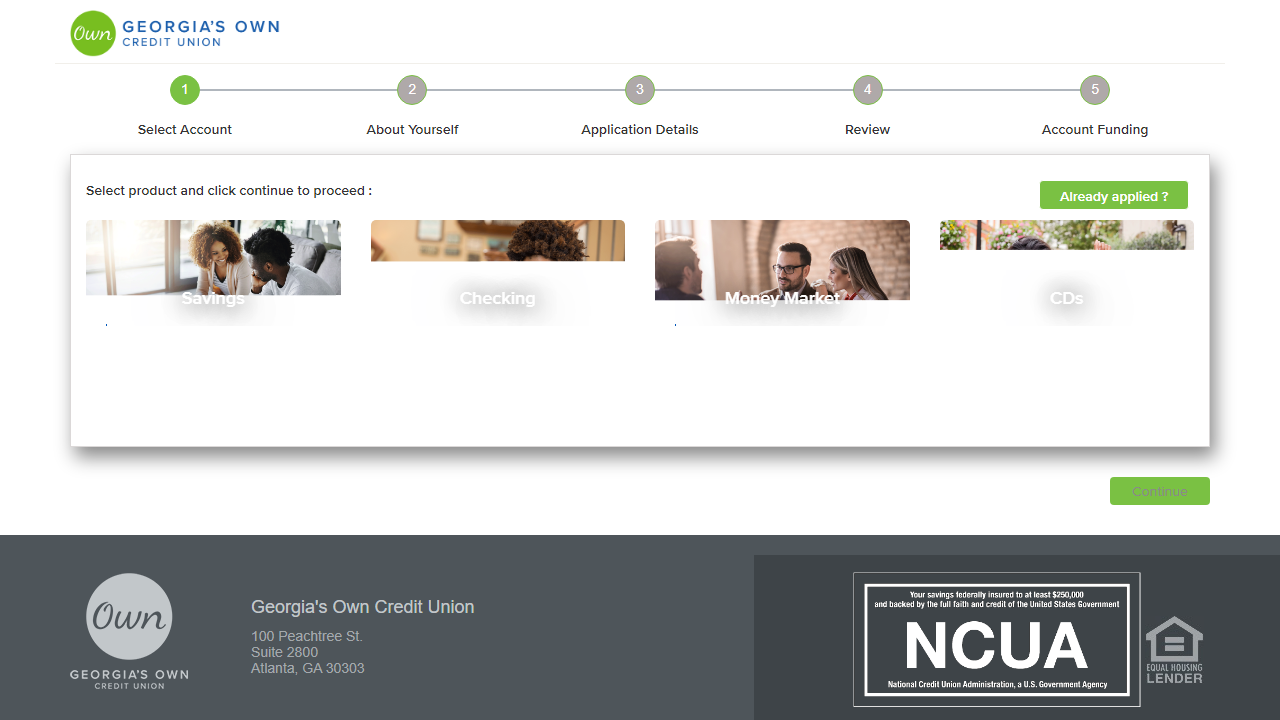 Own
GEORGIA'S OWN
CREDIT UNION
1
2
3
4
5
Select Account
About Yourself
Application Details
Review
Account Funding
Select product and click continue to proceed :
Already applied ?
Savings
Checking
Money Market
CDs
Continue
Own
GEORGIA'S OWN
CREDIT UNION
Georgia's Own Credit Union
100 Peachtree St.
Suite 2800
Atlanta, GA 30303
Your savings federally insured to at least $250,000
and backed by the full faith and credit of the United States Government
NCUA
National Credit Union Administration, a U.S. Government Agency
EQUAL HOUSING
LENDER